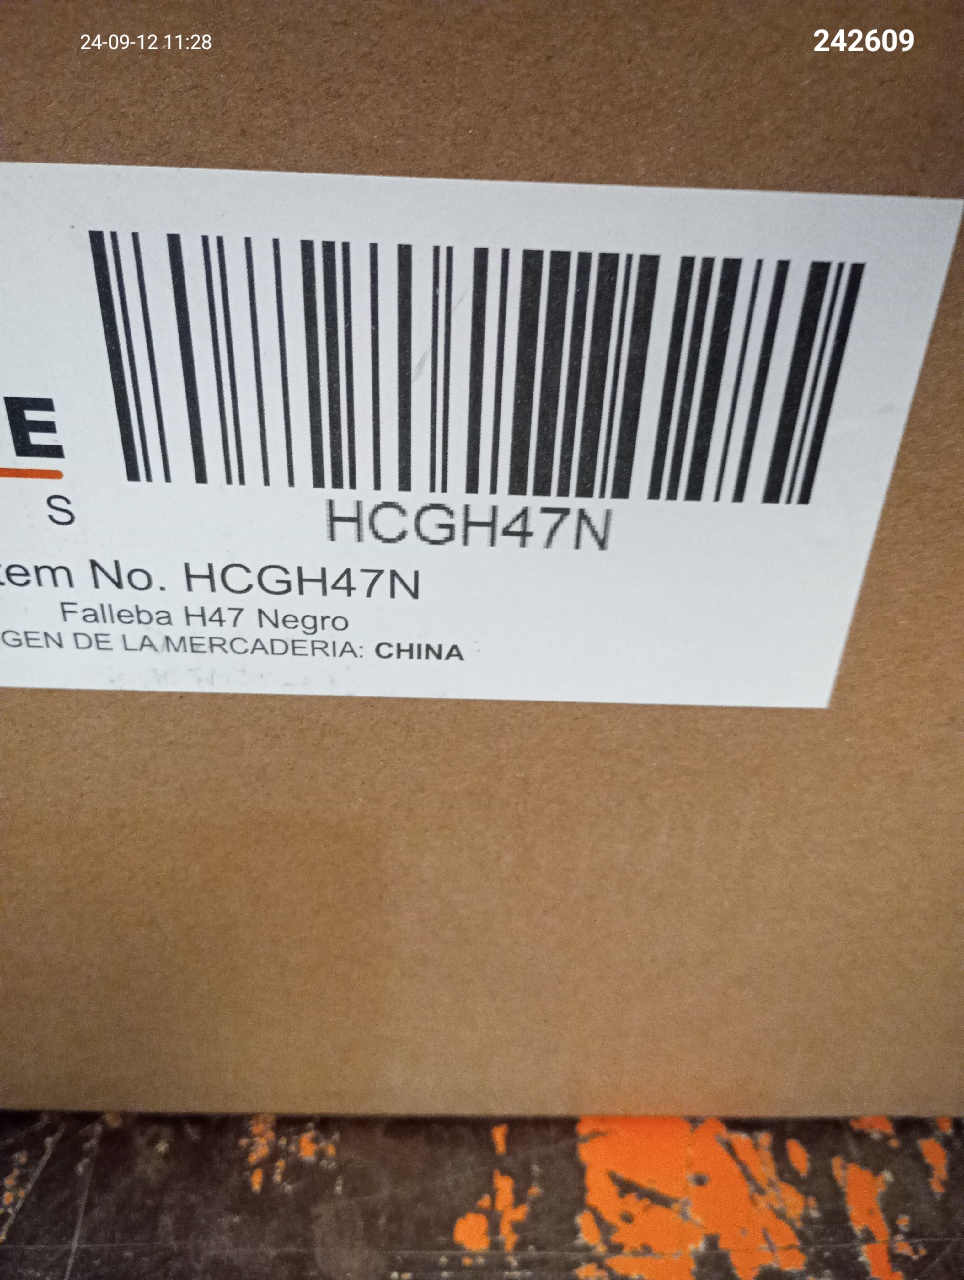 24-09-12 11:28
242609
E
S
HCGH47N
tem No. HCGH47N
Falleba H47 Negro
GEN DE LA MERCADERIA: CHINA